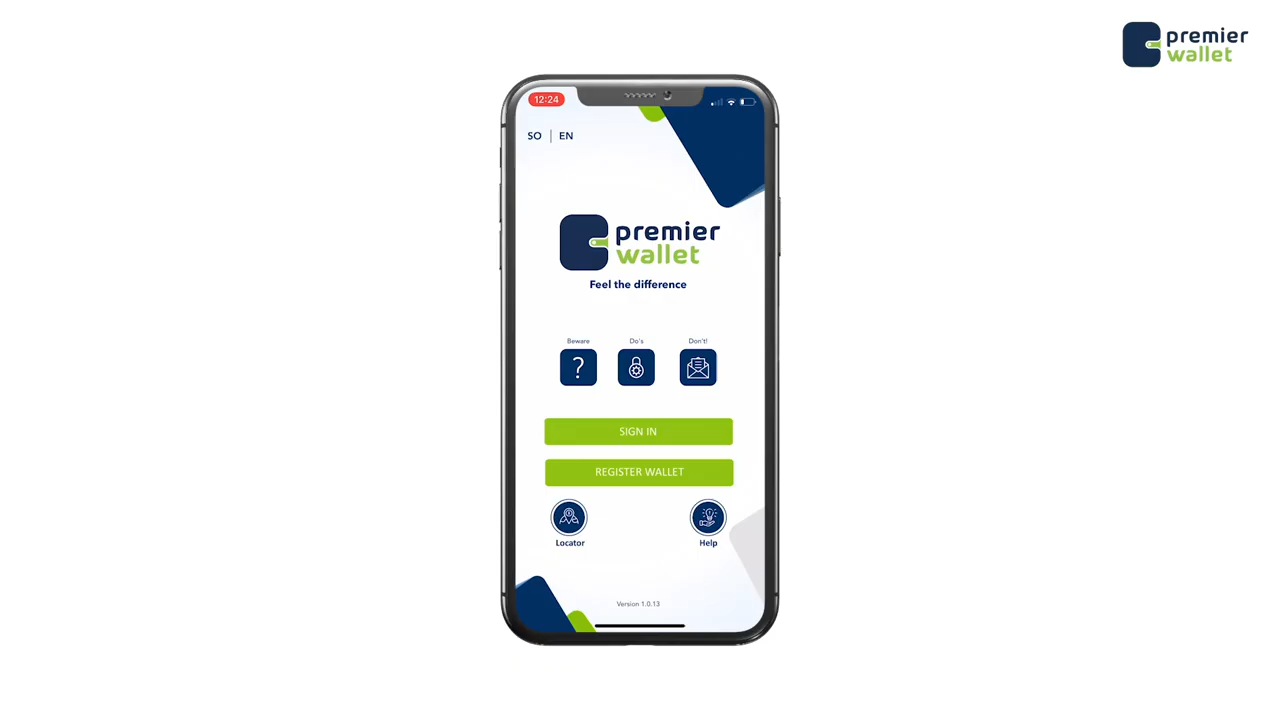 premier
wallet
12:24
SO | EN
premier
wallet
Feel the difference
Beware
Do's
Don't!
?
SIGN IN
REGISTER WALLET
Locator
Help
Version 1.0.13